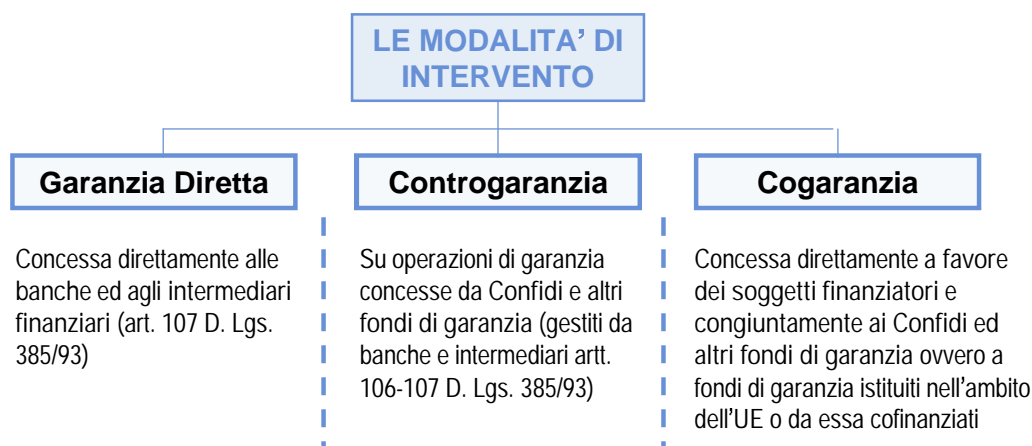 LE MODALITA’ DI
INTERVENTO
Garanzia Diretta
Concessa direttamente alle
banche ed agli intermediari
finanziari (art. 107 D. Lgs.
385/93)
Controgaranzia
Su operazioni di garanzia
concesse da Confidi e altri
fondi di garanzia (gestiti da
banche e intermediari artt.
106-107 D. Lgs. 385/93)
Cogaranzia
Concessa direttamente a favore
dei soggetti finanziatori e
congiuntamente ai Confidi ed
altri fondi di garanzia ovvero a
fondi di garanzia istituiti nell’ambito
dell’UE o da essa cofinanziati